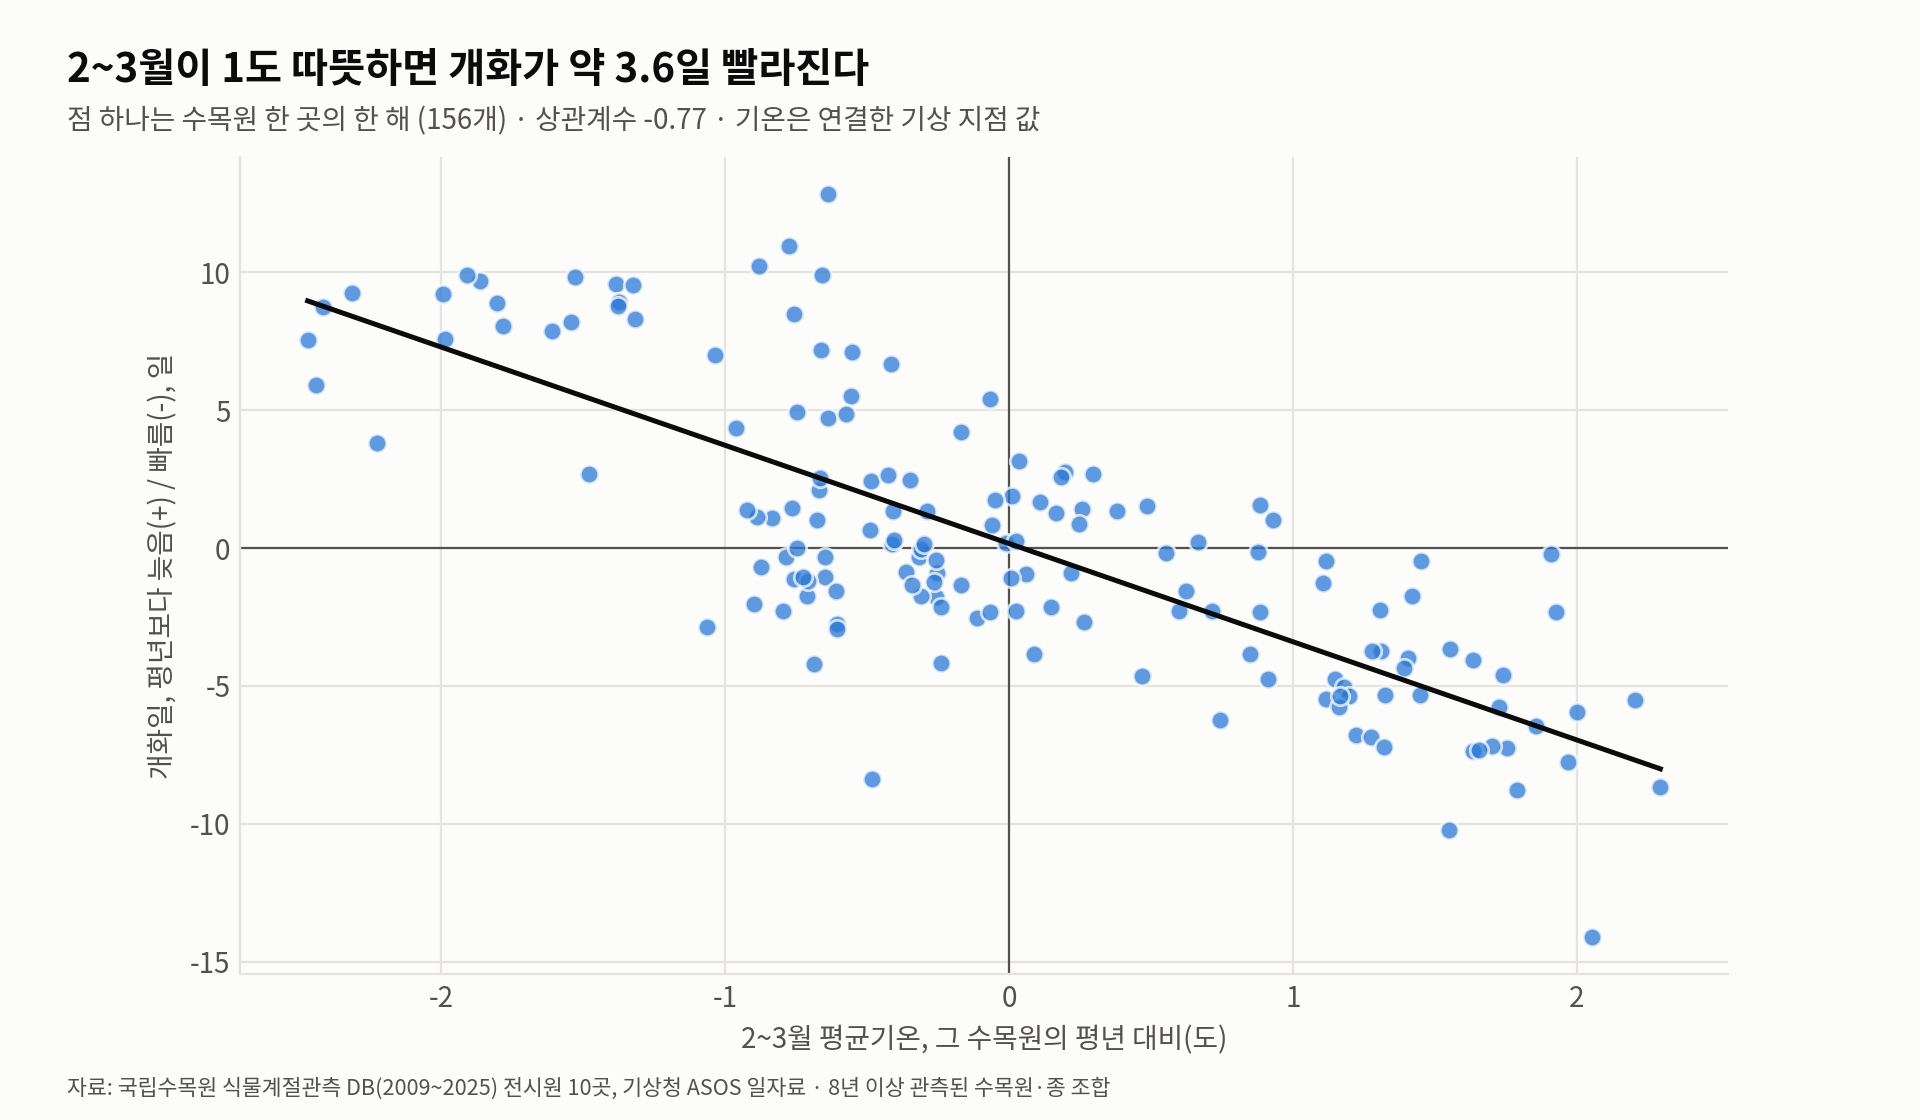 2~3월이 1도 따뜻하면 개화가 약 3.6일 빨라진다
점 하나는 수목원 한 곳의 한 해 (156개) · 상관계수 -0.77 · 기온은 연결한 기상 지점 값
개화일, 평년보다 늦음(+) / 빠름(-), 일
10
5
0
-5
-10
-15
-2
-1
0
1
2
2~3월 평균기온, 그 수목원의 평년 대비(도)
자료: 국립수목원 식물계절관측 DB(2009~2025) 전시원 10곳, 기상청 ASOS 일자료 · 8년 이상 관측된 수목원·종 조합